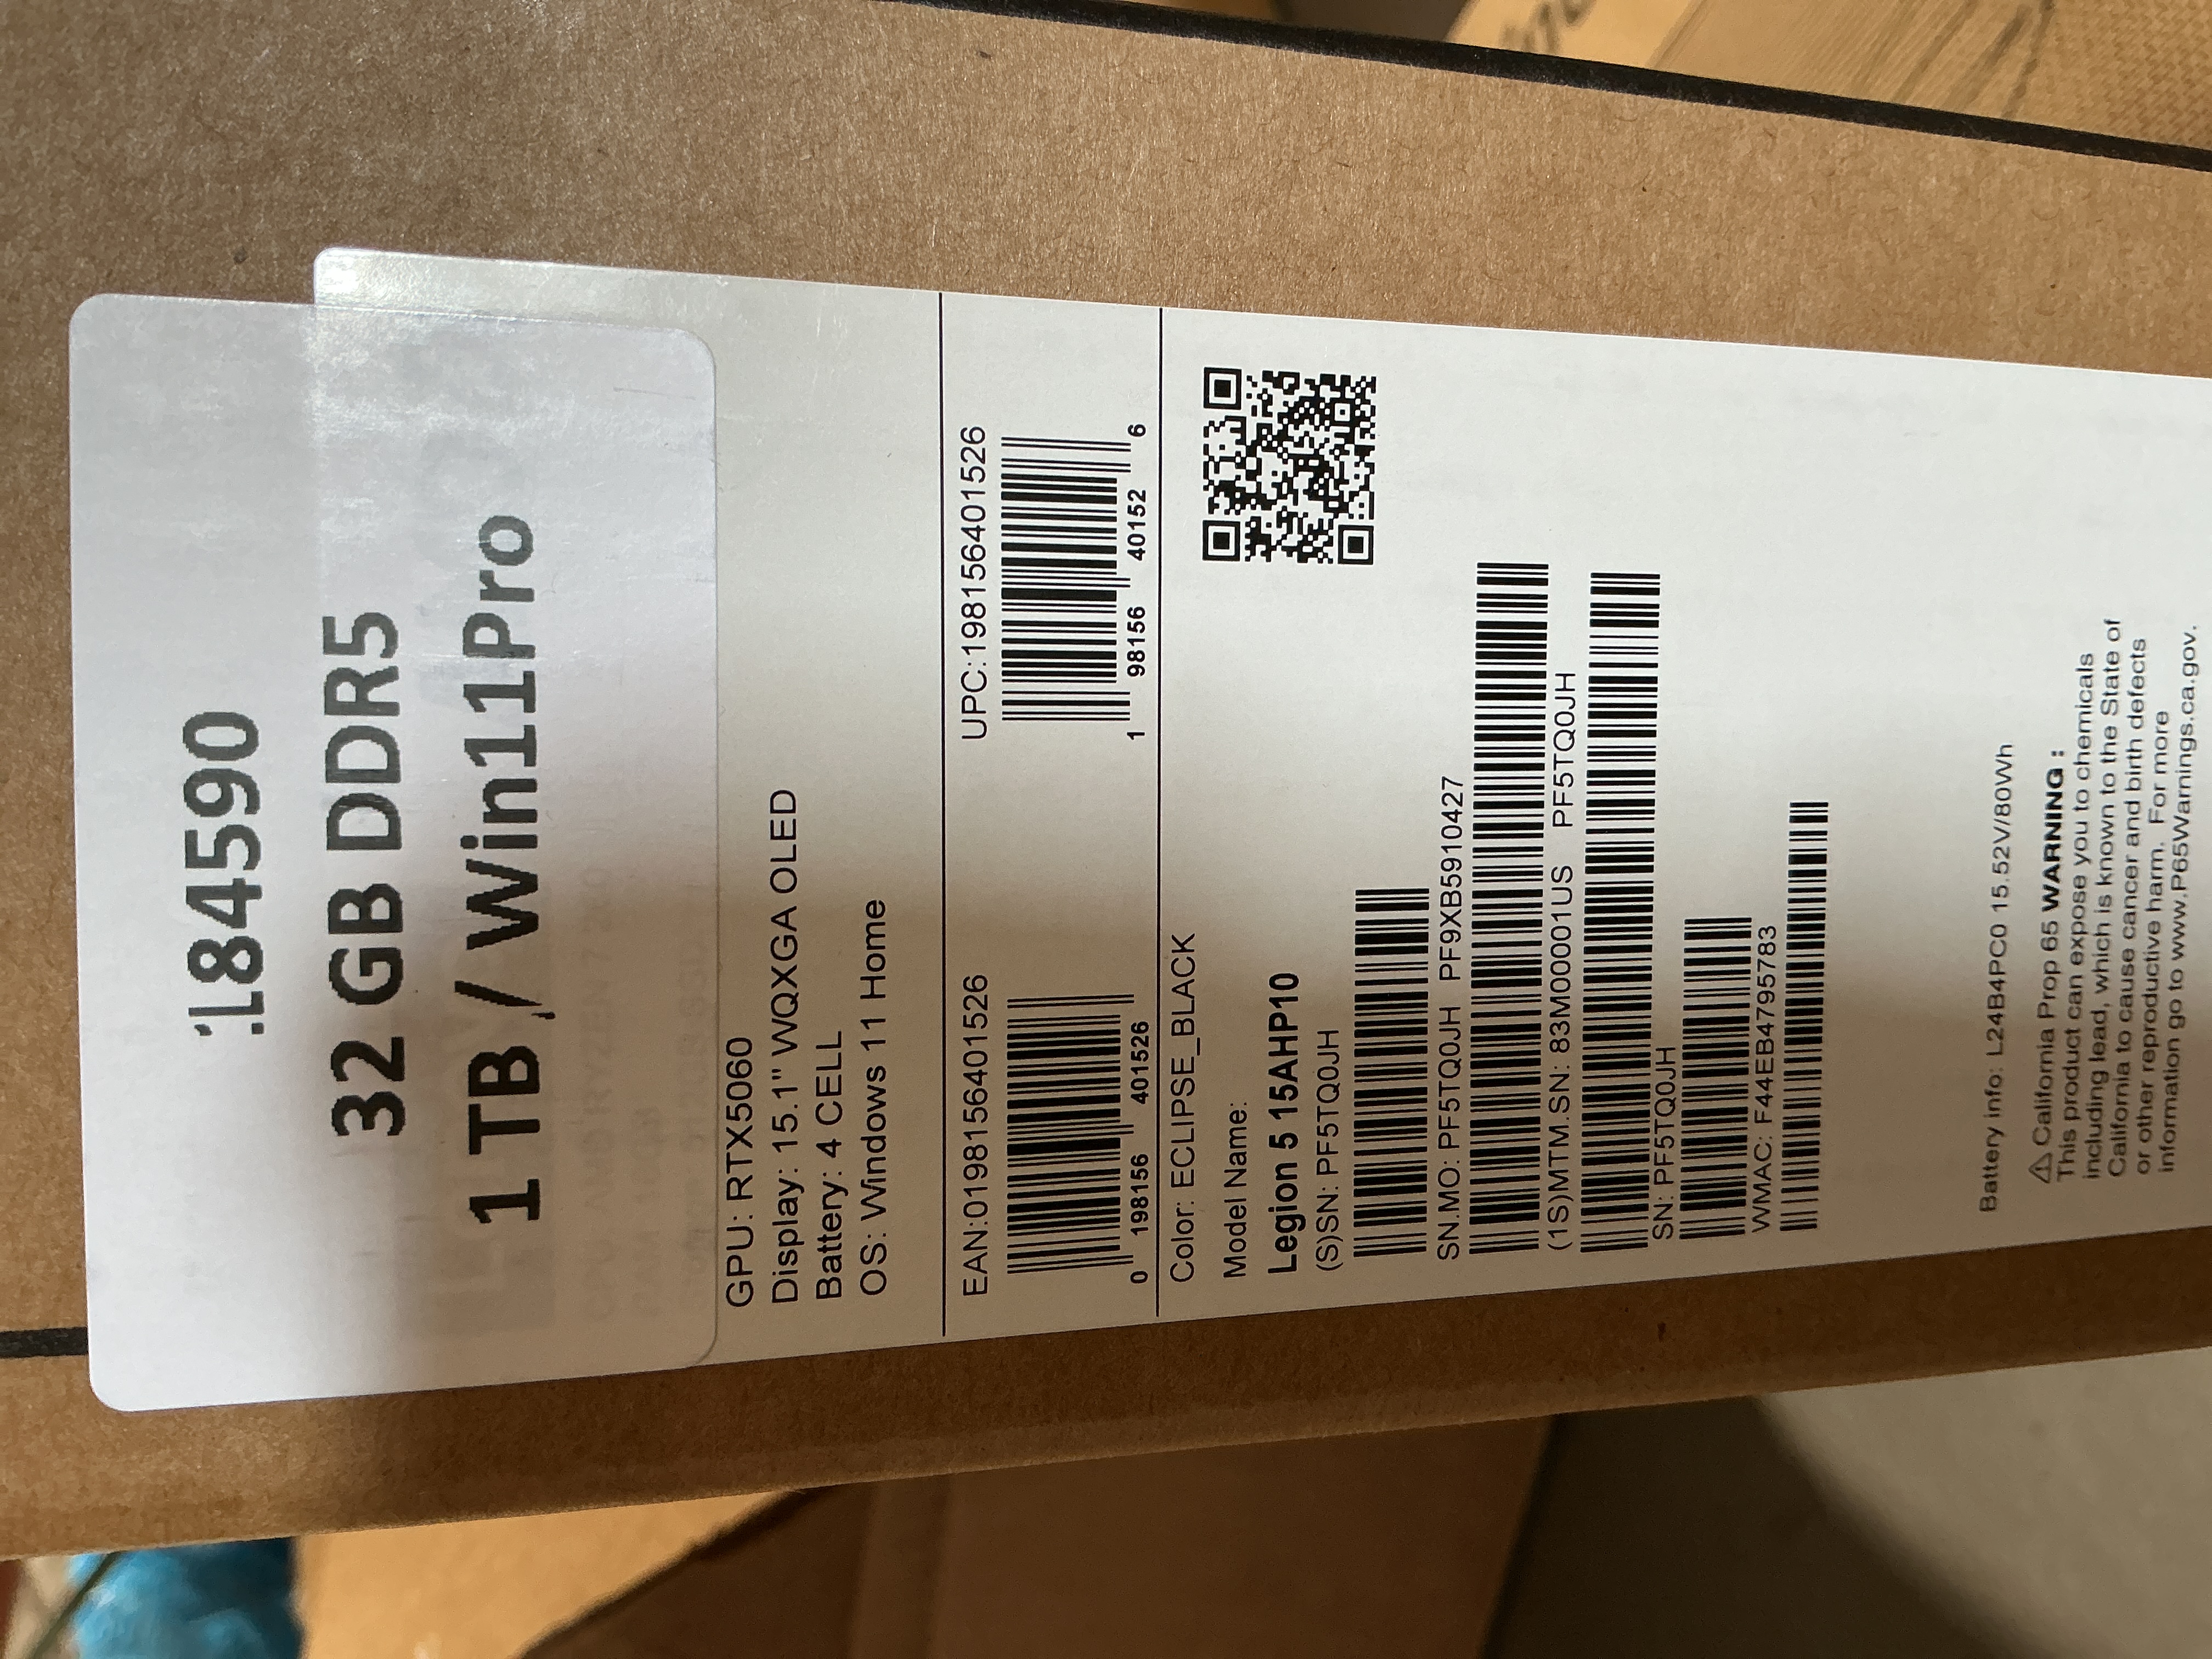 :L84590
32 GB DDR5
1 TB / Win11Pro
GPU: RTX5060
Display: 15.1" WQXGA OLED
Battery: 4 CELL
OS: Windows 11 Home
EAN:0198156401526
0 198156 401526
UPC:198156401526
1 98156 40152 6
Color: ECLIPSE_BLACK
Model Name:
Legion 5 15AHP10
(S)SN: PF5TQ0JH
SN.MO: PF5TQ0JH PF9XB5910427
(1S)MTM.SN: 83M00001US PF5TQ0JH
SN: PF5TQ0JH
WMAC: F44EB4795783
Battery info: L24B4PC0 15.52V/80Wh
⚠ California Prop 65 WARNING :
This product can expose you to chemicals
including lead, which is known to the State of
California to cause cancer and birth defects
or other reproductive harm. For more
information go to www.P65Warnings.ca.gov.